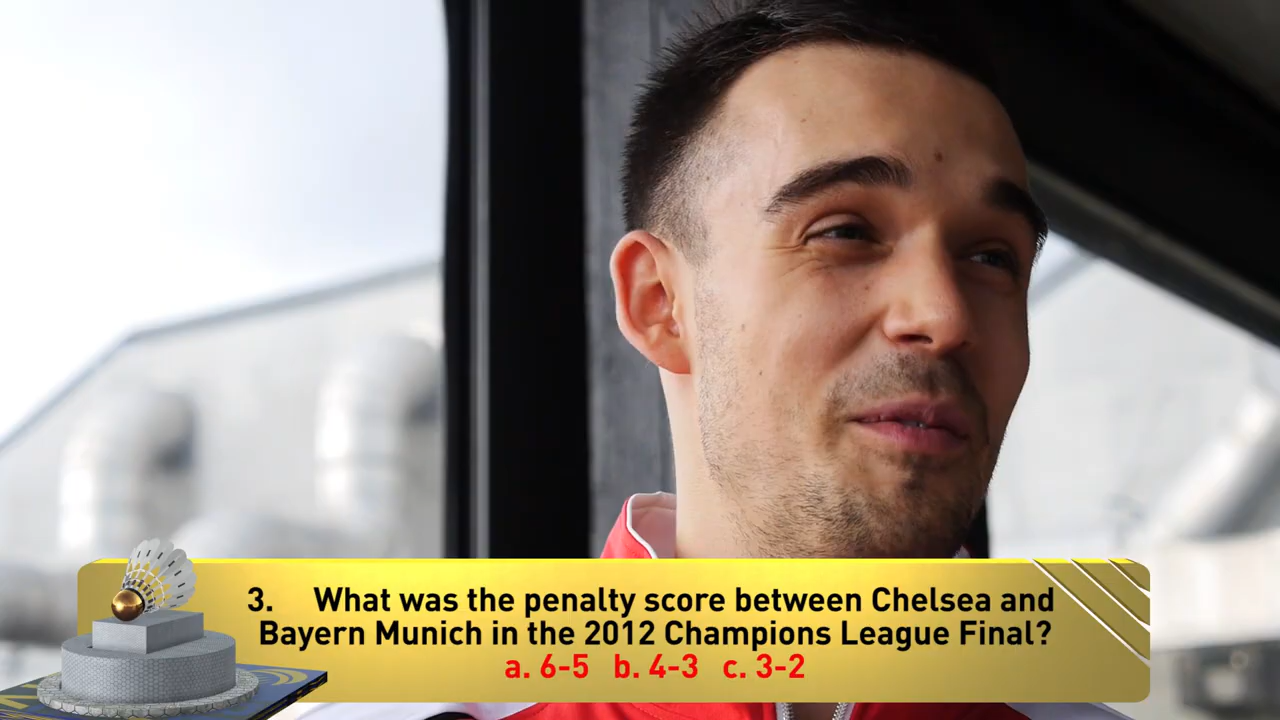 3. What was the penalty score between Chelsea and
Bayern Munich in the 2012 Champions League Final?
a. 6-5 b. 4-3 c. 3-2